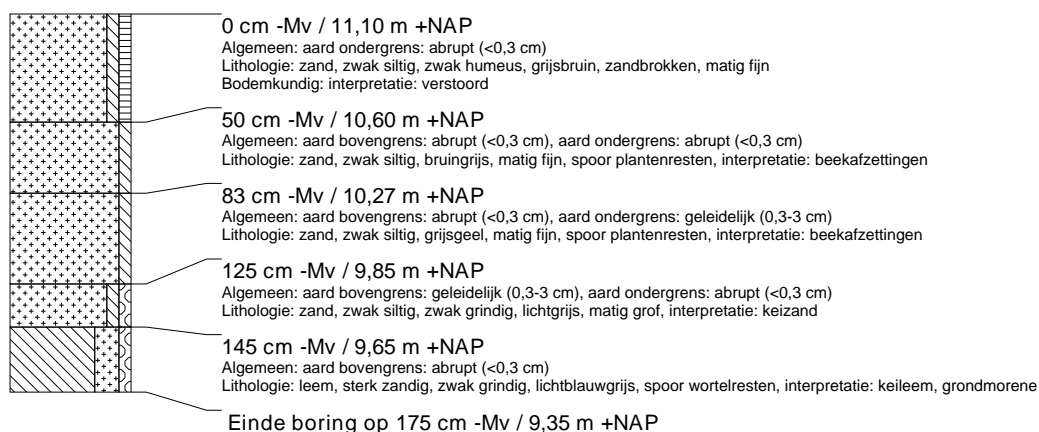 0 cm -Mv / 11,10 m +NAP
Algemeen: aard ondergrens: abrupt (<0,3 cm)
Lithologie: zand, zwak siltig, zwak humeus, grijsbruin, zandbrokken, matig fijn
Bodemkundig: interpretatie: verstoord
50 cm -Mv / 10,60 m +NAP
Algemeen: aard bovengrens: abrupt (<0,3 cm), aard ondergrens: abrupt (<0,3 cm)
Lithologie: zand, zwak siltig, bruingrijs, matig fijn, spoor plantenresten, interpretatie: beekafzettingen
83 cm -Mv / 10,27 m +NAP
Algemeen: aard bovengrens: abrupt (<0,3 cm), aard ondergrens: geleidelijk (0,3-3 cm)
Lithologie: zand, zwak siltig, grijsgeel, matig fijn, spoor plantenresten, interpretatie: beekafzettingen
125 cm -Mv / 9,85 m +NAP
Algemeen: aard bovengrens: geleidelijk (0,3-3 cm), aard ondergrens: abrupt (<0,3 cm)
Lithologie: zand, zwak siltig, zwak grindig, lichtgrijs, matig grof, interpretatie: keizand
145 cm -Mv / 9,65 m +NAP
Algemeen: aard bovengrens: abrupt (<0,3 cm)
Lithologie: leem, sterk zandig, zwak grindig, lichtblauwgrijs, spoor wortelresten, interpretatie: keileem, grondmorene
Einde boring op 175 cm -Mv / 9,35 m +NAP